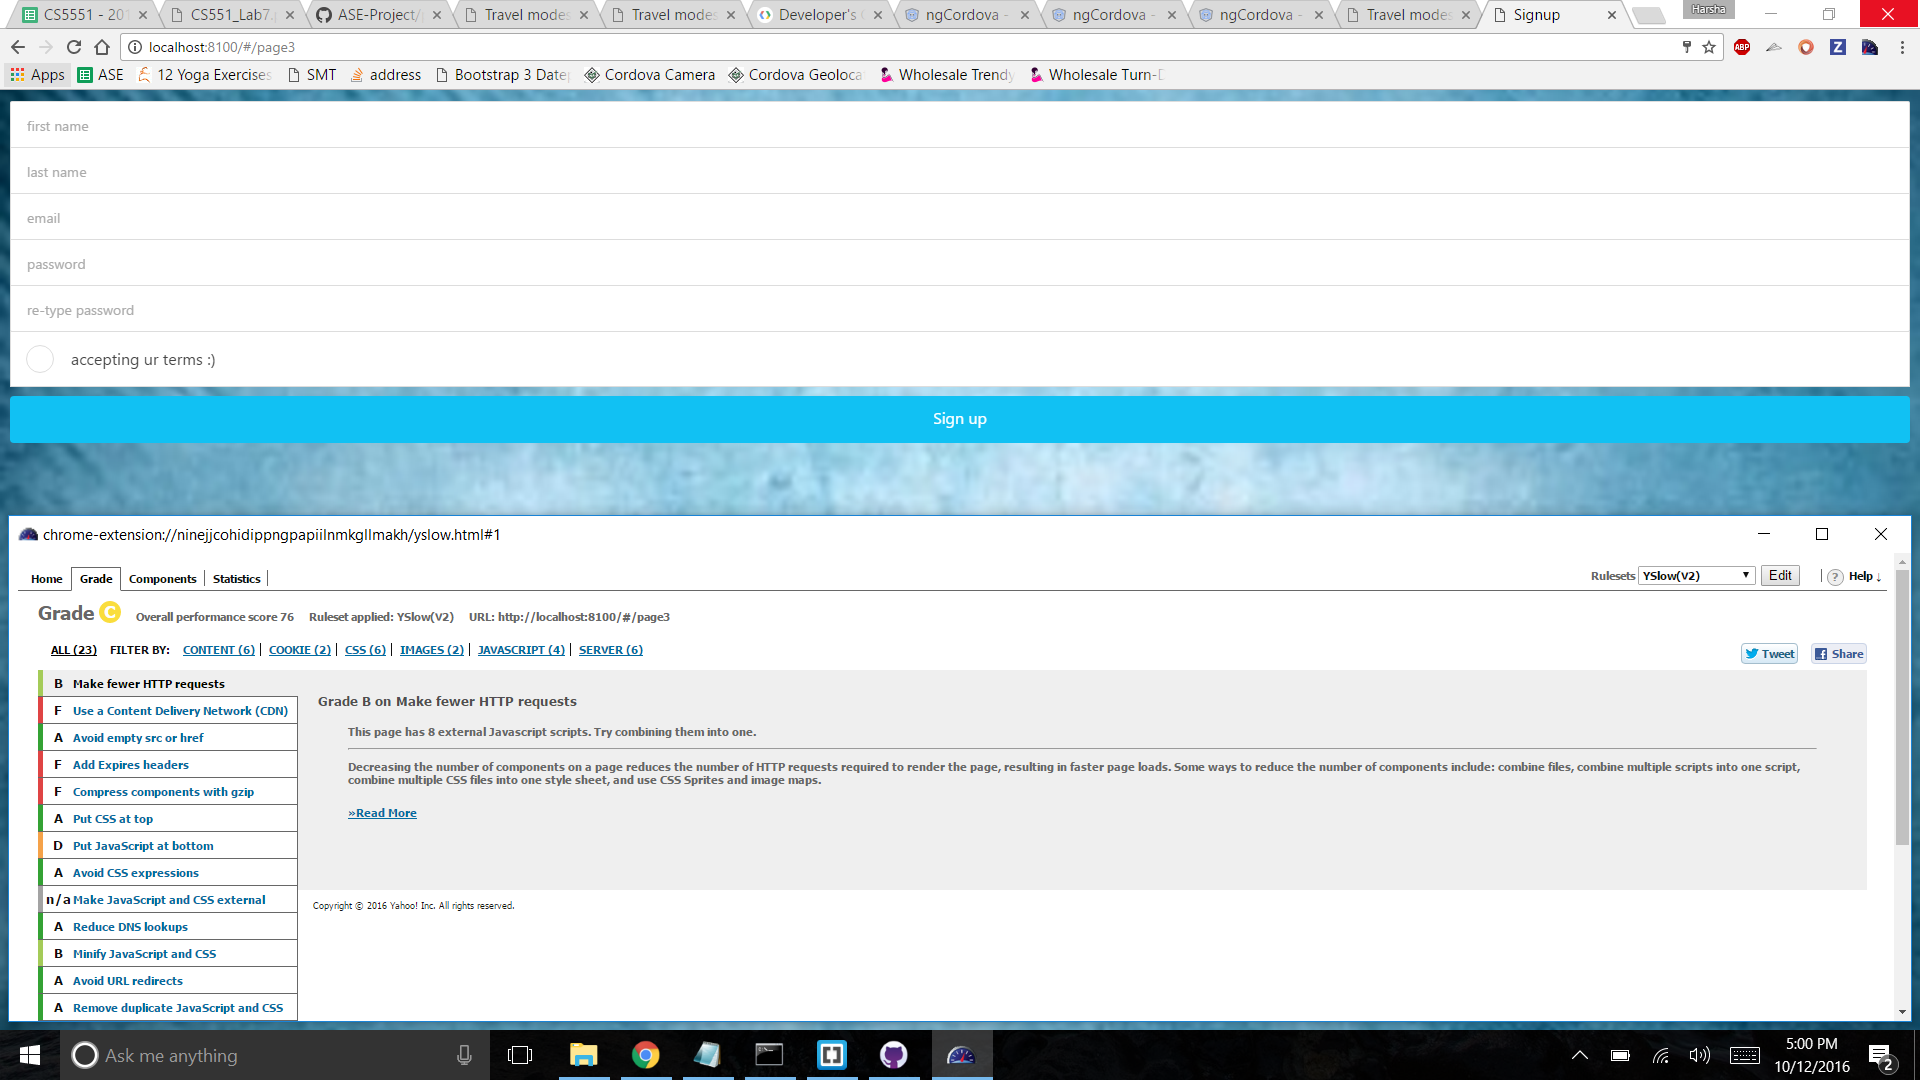 CS5551 - 201
CS551_Lab7.p
ASE-Project/p
Travel modes
Travel modes
Developer's G
ngCordova -
ngCordova -
ngCordova -
Travel modes
Signup
Harsha
localhost:8100/#/page3
ABP
Z
Apps
ASE
12 Yoga Exercises
SMT
address
Bootstrap 3 Datep
Cordova Camera
Cordova Geoloca
Wholesale Trendy
Wholesale Turn-D
first name
last name
email
password
re-type password
accepting ur terms :)
Sign up
chrome-extension://ninejjcohidippngpapiilnmkgllmakh/yslow.html#1
Home Grade Components Statistics
Rulesets YSlow(V2) Edit ? Help ↓
Grade C Overall performance score 76 Ruleset applied: YSlow(V2) URL: http://localhost:8100/#/page3
ALL (23) FILTER BY: CONTENT (6) | COOKIE (2) | CSS (6) | IMAGES (2) | JAVASCRIPT (4) | SERVER (6)
Tweet
Share
B Make fewer HTTP requests
F Use a Content Delivery Network (CDN)
A Avoid empty src or href
F Add Expires headers
F Compress components with gzip
A Put CSS at top
D Put JavaScript at bottom
A Avoid CSS expressions
n/a Make JavaScript and CSS external
A Reduce DNS lookups
B Minify JavaScript and CSS
A Avoid URL redirects
A Remove duplicate JavaScript and CSS
Grade B on Make fewer HTTP requests
This page has 8 external Javascript scripts. Try combining them into one.
Decreasing the number of components on a page reduces the number of HTTP requests required to render the page, resulting in faster page loads. Some ways to reduce the number of components include: combine files, combine multiple scripts into one script,
combine multiple CSS files into one style sheet, and use CSS Sprites and image maps.
»Read More
Copyright © 2016 Yahoo! Inc. All rights reserved.
Ask me anything
5:00 PM
10/12/2016
2